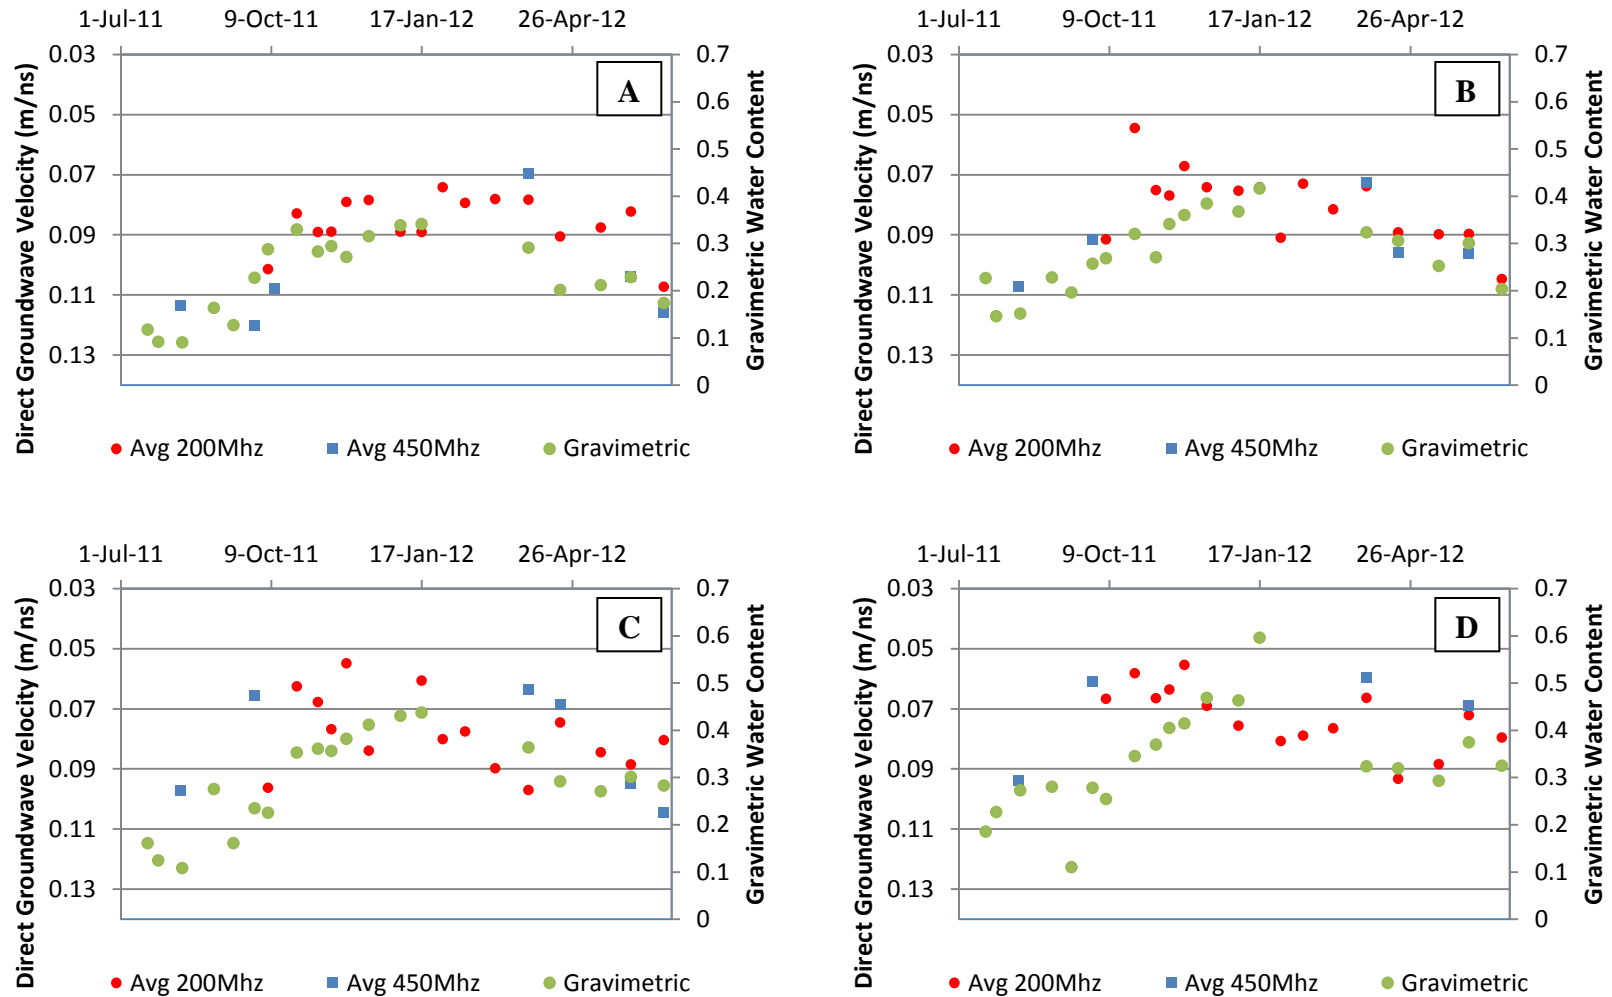 1-Jul-11 9-Oct-11 17-Jan-12 26-Apr-12
Direct Groundwave Velocity (m/ns)
0.03
0.05
0.07
0.09
0.11
0.13
A
0.7
0.6
0.5
0.4
0.3
0.2
0.1
0
Gravimetric Water Content
Avg 200Mhz Avg 450Mhz Gravimetric
1-Jul-11 9-Oct-11 17-Jan-12 26-Apr-12
Direct Groundwave Velocity (m/ns)
0.03
0.05
0.07
0.09
0.11
0.13
B
0.7
0.6
0.5
0.4
0.3
0.2
0.1
0
Gravimetric Water Content
Avg 200Mhz Avg 450Mhz Gravimetric
1-Jul-11 9-Oct-11 17-Jan-12 26-Apr-12
Direct Groundwave Velocity (m/ns)
0.03
0.05
0.07
0.09
0.11
0.13
C
0.7
0.6
0.5
0.4
0.3
0.2
0.1
0
Gravimetric Water Content
Avg 200Mhz Avg 450Mhz Gravimetric
1-Jul-11 9-Oct-11 17-Jan-12 26-Apr-12
Direct Groundwave Velocity (m/ns)
0.03
0.05
0.07
0.09
0.11
0.13
D
0.7
0.6
0.5
0.4
0.3
0.2
0.1
0
Gravimetric Water Content
Avg 200Mhz Avg 450Mhz Gravimetric